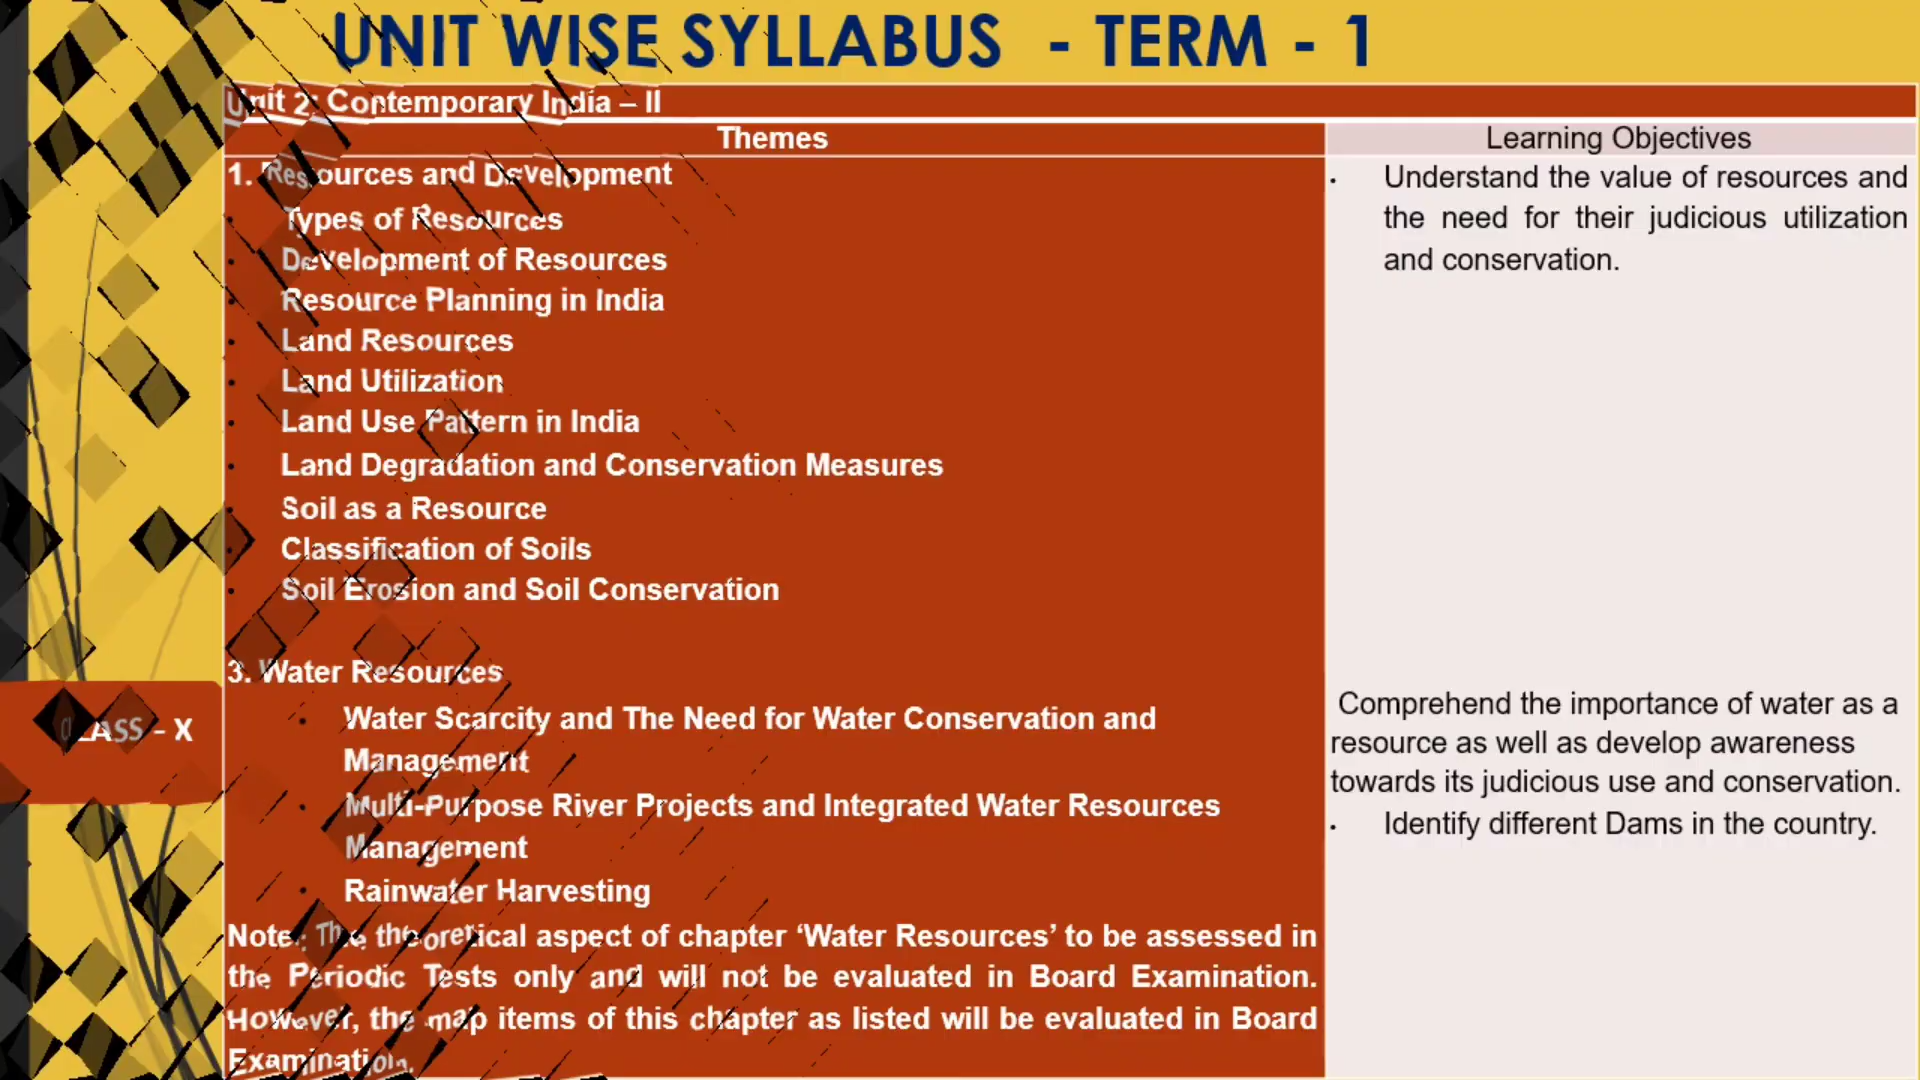 UNIT WISE SYLLABUS - TERM - 1
Unit 2: Contemporary India – II
Themes
Learning Objectives
1. Resources and Development
• Types of Resources
• Development of Resources
• Resource Planning in India
• Land Resources
• Land Utilization
• Land Use Pattern in India
• Land Degradation and Conservation Measures
• Soil as a Resource
• Classification of Soils
• Soil Erosion and Soil Conservation
• Understand the value of resources and
the need for their judicious utilization
and conservation.
3. Water Resources
• Water Scarcity and The Need for Water Conservation and
Management
• Multi-Purpose River Projects and Integrated Water Resources
Management
• Rainwater Harvesting
Note: The theoretical aspect of chapter ‘Water Resources’ to be assessed in
the Periodic Tests only and will not be evaluated in Board Examination.
However, the map items of this chapter as listed will be evaluated in Board
Examination.
Comprehend the importance of water as a
resource as well as develop awareness
towards its judicious use and conservation.
• Identify different Dams in the country.
CLASS – X